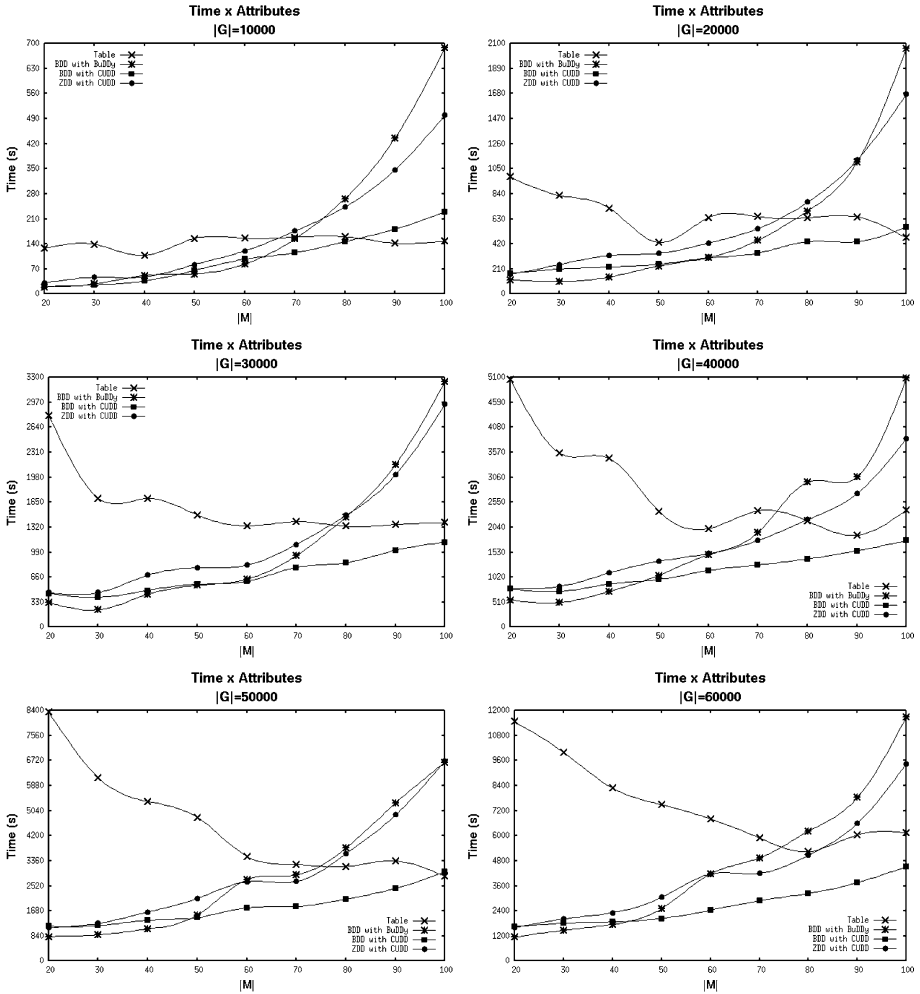 Time x Attributes
|G|=10000
Time (s)
700
630
560
490
420
350
280
210
140
70
0
Table
BDD with BuDDy
BDD with CUDD
ZDD with CUDD
20 30 40 50 60 70 80 90 100
|M|
Time x Attributes
|G|=20000
Time (s)
2100
1890
1680
1470
1260
1050
840
630
420
210
0
Table
BDD with BuDDy
BDD with CUDD
ZDD with CUDD
20 30 40 50 60 70 80 90 100
|M|
Time x Attributes
|G|=30000
Time (s)
3300
2970
2640
2310
1980
1650
1320
990
660
330
0
Table
BDD with BuDDy
BDD with CUDD
ZDD with CUDD
20 30 40 50 60 70 80 90 100
|M|
Time x Attributes
|G|=40000
Time (s)
5100
4590
4080
3570
3060
2550
2040
1530
1020
510
0
Table
BDD with BuDDy
BDD with CUDD
ZDD with CUDD
20 30 40 50 60 70 80 90 100
|M|
Time x Attributes
|G|=50000
Time (s)
8400
7560
6720
5880
5040
4200
3360
2520
1680
840
0
Table
BDD with BuDDy
BDD with CUDD
ZDD with CUDD
20 30 40 50 60 70 80 90 100
|M|
Time x Attributes
|G|=60000
Time (s)
12000
10800
9600
8400
7200
6000
4800
3600
2400
1200
0
Table
BDD with BuDDy
BDD with CUDD
ZDD with CUDD
20 30 40 50 60 70 80 90 100
|M|